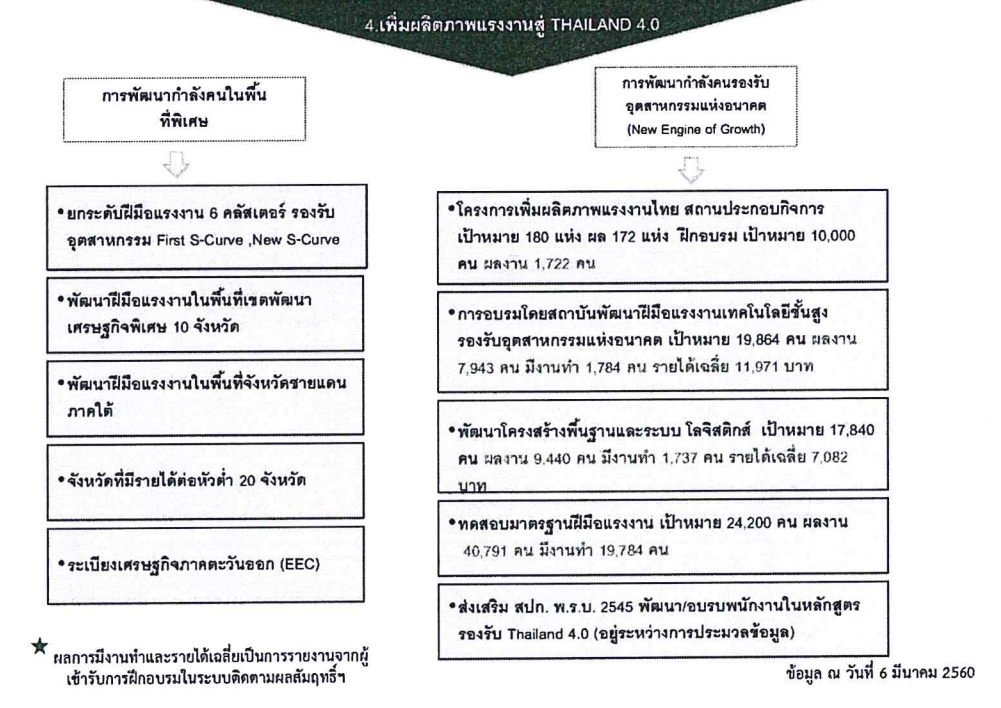 4.เพิ่มผลิตภาพแรงงานสู่ THAILAND 4.0
การพัฒนากำลังคนในพื้น
ที่พิเศษ
•ยกระดับฝีมือแรงงาน 6 คลัสเตอร์ รองรับ
อุตสาหกรรม First S-Curve ,New S-Curve
•พัฒนาฝีมือแรงงานในพื้นที่เขตพัฒนา
เศรษฐกิจพิเศษ 10 จังหวัด
•พัฒนาฝีมือแรงงานในพื้นที่จังหวัดชายแดน
ภาคใต้
•จังหวัดที่มีรายได้ต่อหัวต่ำ 20 จังหวัด
•ระเบียงเศรษฐกิจภาคตะวันออก (EEC)
★ ผลการมีงานทำและรายได้เฉลี่ยเป็นการรายงานจากผู้
เข้ารับการฝึกอบรมในระบบติดตามผลสัมฤทธิ์ฯ
การพัฒนากำลังคนรองรับ
อุตสาหกรรมแห่งอนาคต
(New Engine of Growth)
•โครงการเพิ่มผลิตภาพแรงงานไทย สถานประกอบกิจการ
เป้าหมาย 180 แห่ง ผล 172 แห่ง ฝึกอบรม เป้าหมาย 10,000
คน ผลงาน 1,722 คน
•การอบรมโดยสถาบันพัฒนาฝีมือแรงงานเทคโนโลยีชั้นสูง
รองรับอุตสาหกรรมแห่งอนาคต เป้าหมาย 19,864 คน ผลงาน
7,943 คน มีงานทำ 1,784 คน รายได้เฉลี่ย 11,971 บาท
•พัฒนาโครงสร้างพื้นฐานและระบบ โลจิสติกส์ เป้าหมาย 17,840
คน ผลงาน 9,440 คน มีงานทำ 1,737 คน รายได้เฉลี่ย 7,082
บาท
•ทดสอบมาตรฐานฝีมือแรงงาน เป้าหมาย 24,200 คน ผลงาน
40,791 คน มีงานทำ 19,784 คน
•ส่งเสริม สปก. พ.ร.บ. 2545 พัฒนา/อบรบพนักงานในหลักสูตร
รองรับ Thailand 4.0 (อยู่ระหว่างการประมวลข้อมูล)
ข้อมูล ณ วันที่ 6 มีนาคม 2560